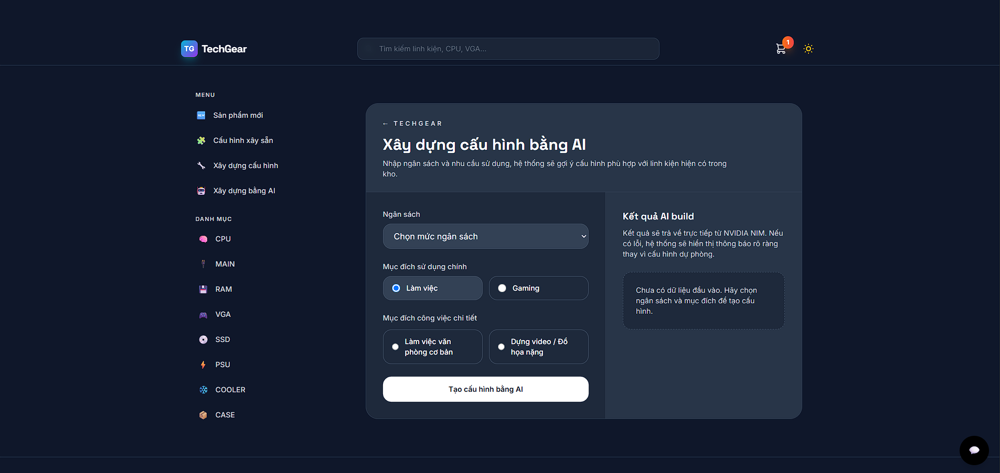 TG TechGear
Tìm kiếm linh kiện, CPU, VGA...
1
MENU
NEW Sản phẩm mới
Cấu hình xây sẵn
Xây dựng cấu hình
Xây dựng bằng AI
DANH MỤC
CPU
MAIN
RAM
VGA
SSD
PSU
COOLER
CASE
← TECHGEAR
Xây dựng cấu hình bằng AI
Nhập ngân sách và nhu cầu sử dụng, hệ thống sẽ gợi ý cấu hình phù hợp với linh kiện hiện có trong
kho.
Ngân sách
Chọn mức ngân sách
Mục đích sử dụng chính
Làm việc
Gaming
Mục đích công việc chi tiết
Làm việc văn
phòng cơ bản
Dựng video / Đồ
họa nặng
Tạo cấu hình bằng AI
Kết quả AI build
Kết quả sẽ trả về trực tiếp từ NVIDIA NIM. Nếu
có lỗi, hệ thống sẽ hiển thị thông báo rõ ràng
thay vì cấu hình dự phòng.
Chưa có dữ liệu đầu vào. Hãy chọn
ngân sách và mục đích để tạo cấu
hình.